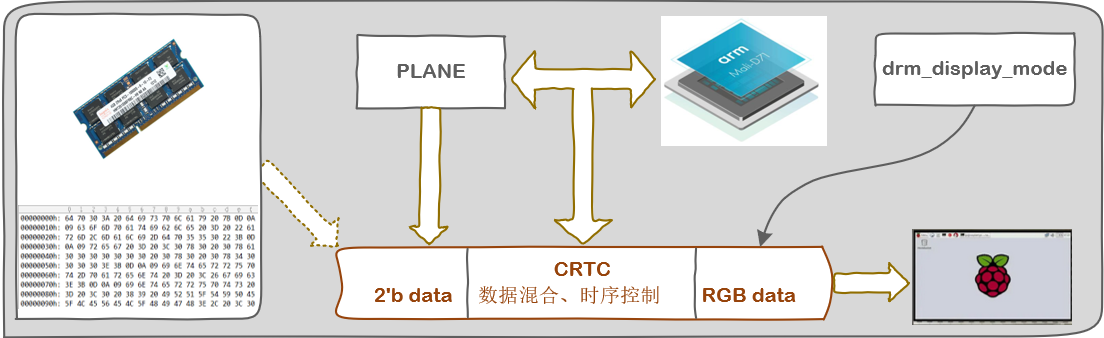 PLANE
arm
Mali-D71
drm_display_mode
0 1 2 3 4 5 6 7 8 9 A B C D E
00000000h: 64 70 30 3A 20 64 69 73 70 6C 61 79 20 7B 0D 0A
00000010h: 09 63 6F 6D 70 61 74 69 62 6C 65 20 3D 20 22 61
00000020h: 72 6D 2C 6D 61 6C 69 2D 64 70 35 35 30 22 3B 0D
00000030h: 0A 09 72 65 67 20 3D 20 3C 30 78 30 20 30 78 61
00000040h: 30 30 30 30 30 30 30 20 30 78 30 20 30 78 34 30
00000050h: 30 30 30 3E 3B 0D 0A 09 69 6E 74 65 72 72 75 70
00000060h: 74 2D 70 61 72 65 6E 74 20 3D 20 3C 26 67 69 63
00000070h: 3E 3B 0D 0A 09 69 6E 74 65 72 72 75 70 74 73 20
00000080h: 3D 20 3C 30 20 38 39 20 49 52 51 5F 54 59 50 45
00000090h: 5F 4C 45 56 45 4C 5F 48 49 47 48 3E 2C 20 3C 30
2'b data
CRTC
数据混合、时序控制
RGB data